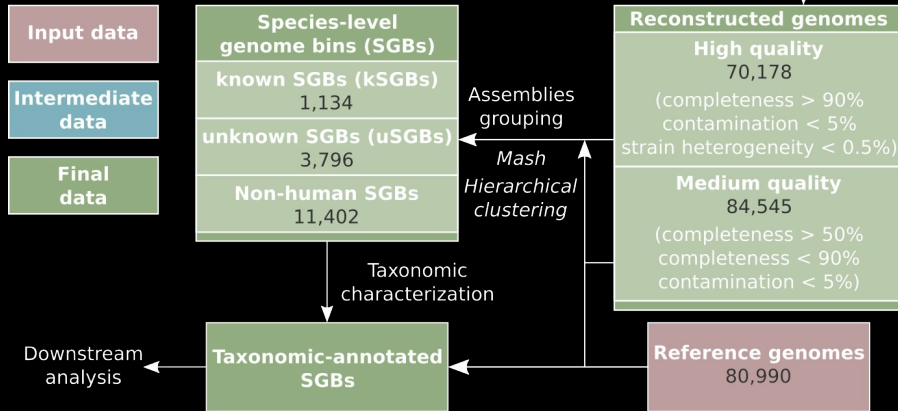 Input data
Intermediate
data
Final
data
Species-level
genome bins (SGBs)
known SGBs (kSGBs)
1,134
unknown SGBs (uSGBs)
3,796
Non-human SGBs
11,402
Assemblies
grouping
Mash
Hierarchical
clustering
Reconstructed genomes
High quality
70,178
(completeness > 90%
contamination < 5%
strain heterogeneity < 0.5%)
Medium quality
84,545
(completeness > 50%
completeness < 90%
contamination < 5%)
Taxonomic
characterization
Downstream
analysis
Taxonomic-annotated
SGBs
Reference genomes
80,990